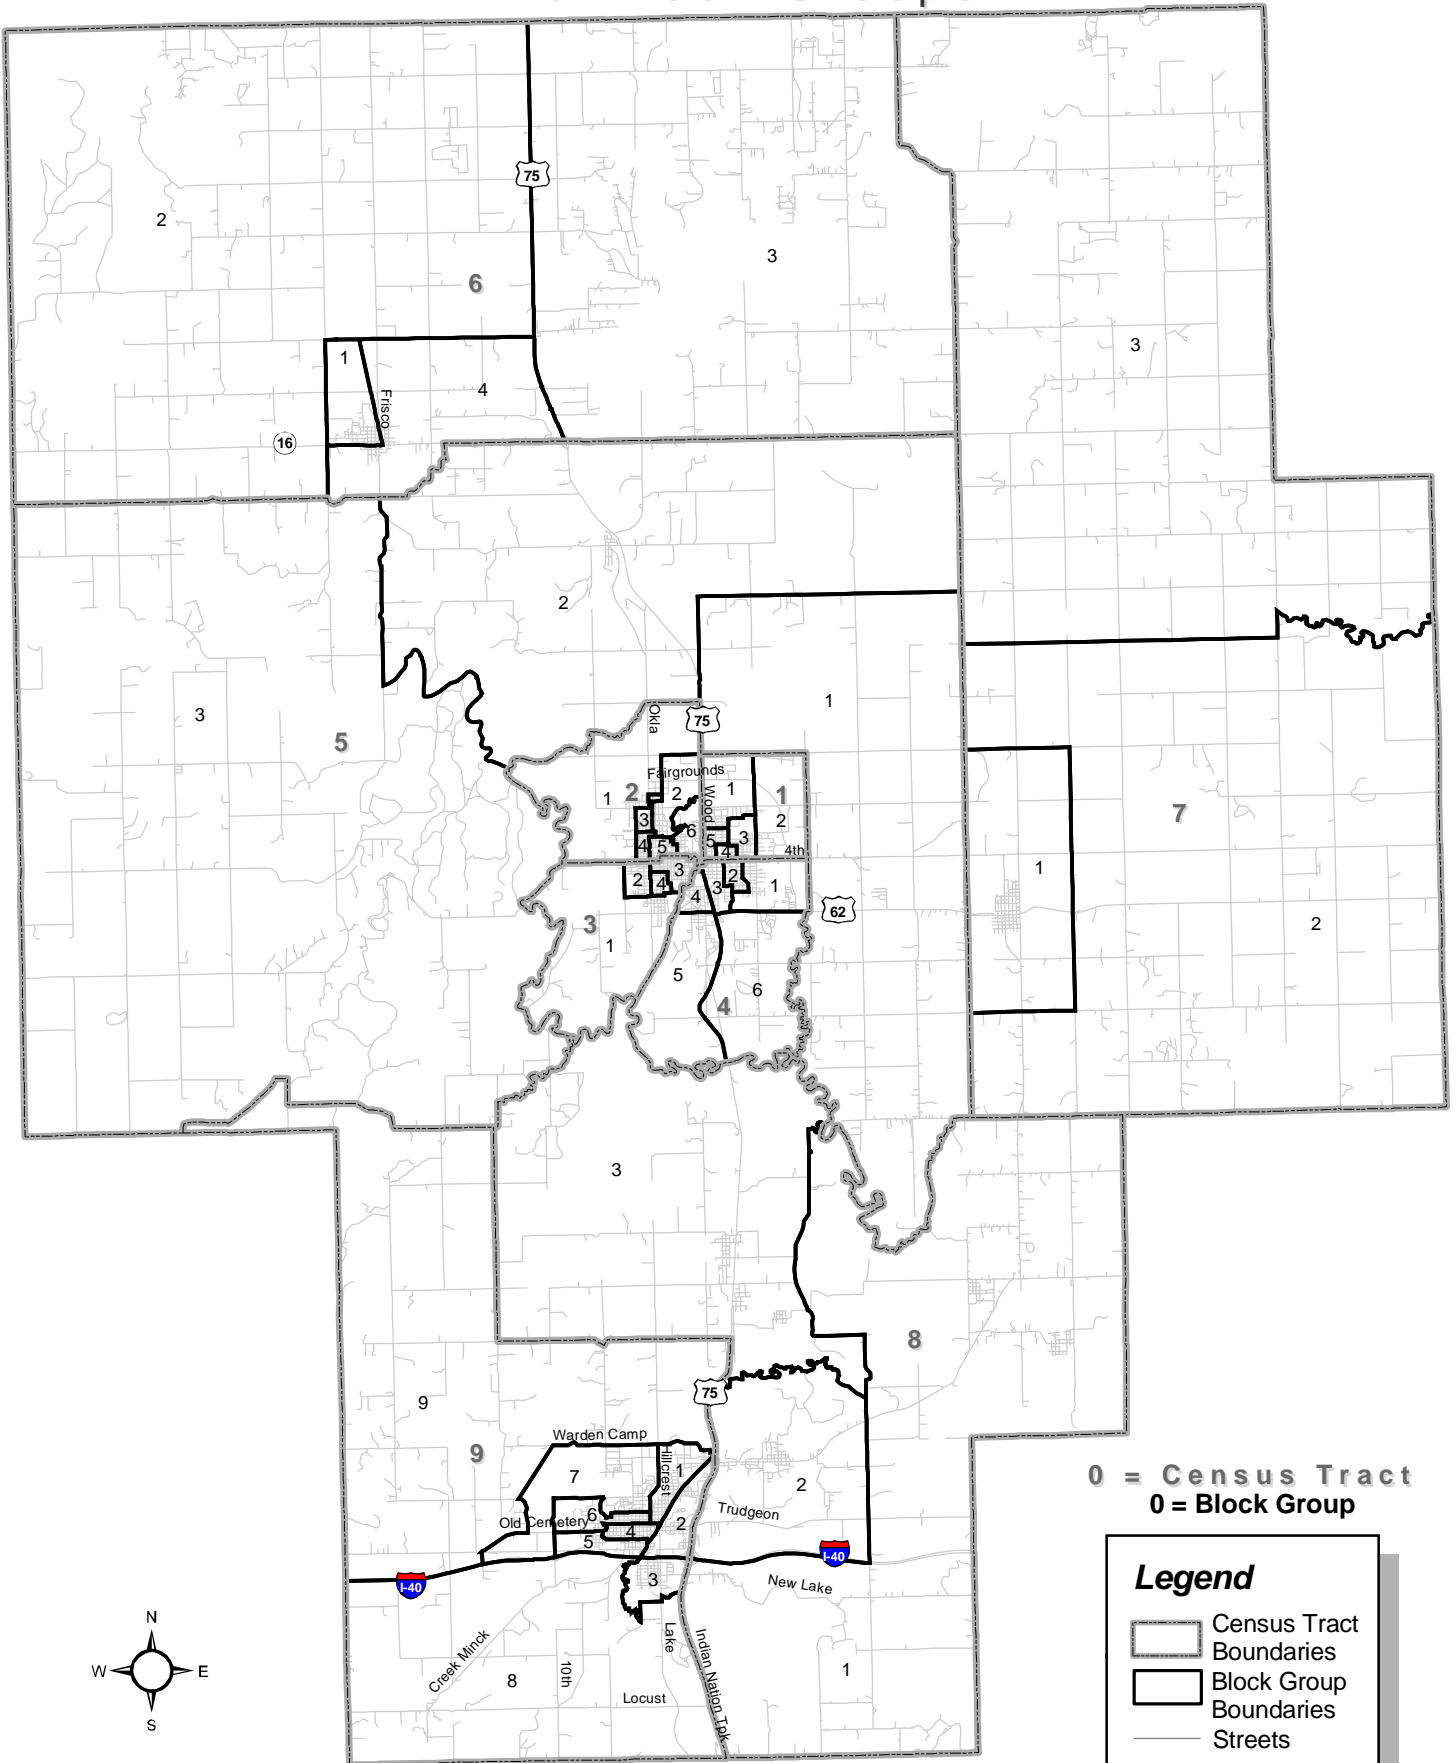 75
2
3
6
3
1
4
Frisco
16
2
1
3
5
Okla
75
Fairgrounds
2
1
2
Wood
1
1
2
3
6
5
3
4
5
4
4th
7
1
3
2
4
3
2
1
4
62
2
3
1
5
6
4
3
8
75
9
Warden Camp
9
Hillcrest
7
1
2
0 = Census Tract
0 = Block Group
Old Cemetery
6
4
2
Trudgeon
5
I-40
I-40
3
New Lake
Legend
Census Tract
Boundaries
Block Group
Boundaries
Streets
N
W
E
S
Creek Minck
10th
8
Locust
Lake
Indian Nation Tpk
1